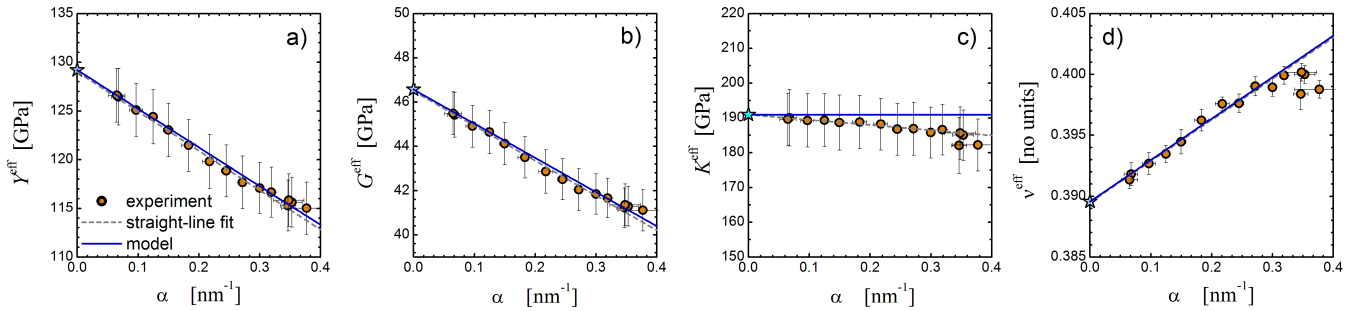 130
125
120
115
110
0.0 0.1 0.2 0.3 0.4
Y^eff [GPa]
α [nm⁻¹]
a)
experiment
straight-line fit
model
50
48
46
44
42
40
0.0 0.1 0.2 0.3 0.4
G^eff [GPa]
α [nm⁻¹]
b)
220
210
200
190
180
170
160
150
0.0 0.1 0.2 0.3 0.4
K^eff [GPa]
α [nm⁻¹]
c)
0.405
0.400
0.395
0.390
0.385
0.0 0.1 0.2 0.3 0.4
ν^eff [no units]
α [nm⁻¹]
d)